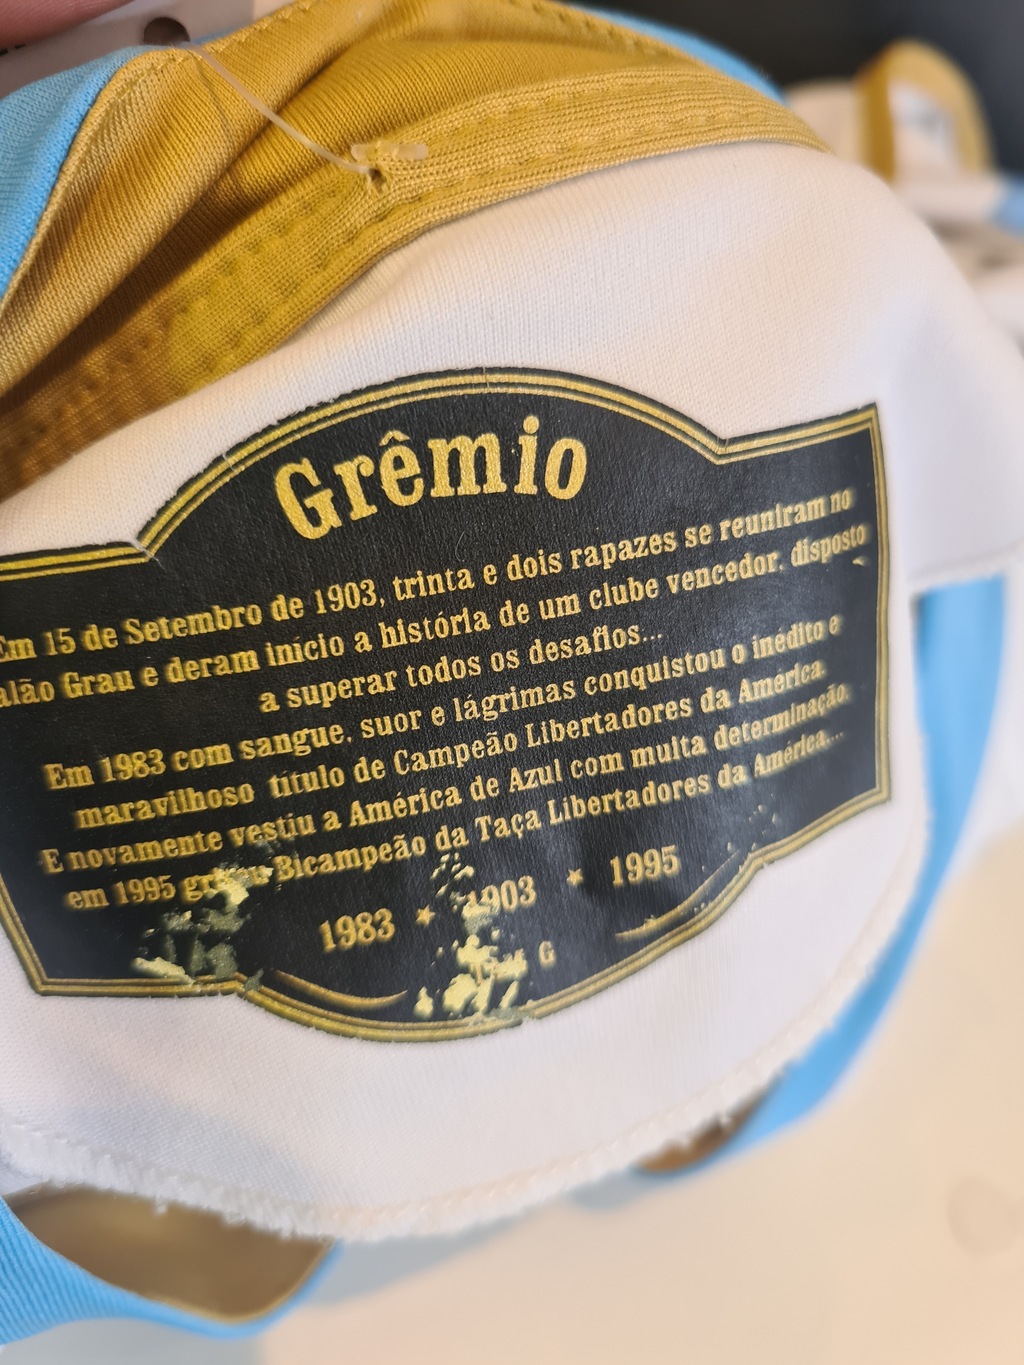 Grêmio
Em 15 de Setembro de 1903, trinta e dois rapazes se reuniram no
Grau e deram início a história de um clube vencedor, disposto
a superar todos os desafios...
Em 1983 com sangue, suor e lágrimas conquistou o inédito e
maravilhoso título de Campeão Libertadores da América.
E novamente vestiu a América de Azul com muita determinação,
em 1995 Bicampeão da Taça Libertadores da América...
1983 ★ 1903 ★ 1995
G